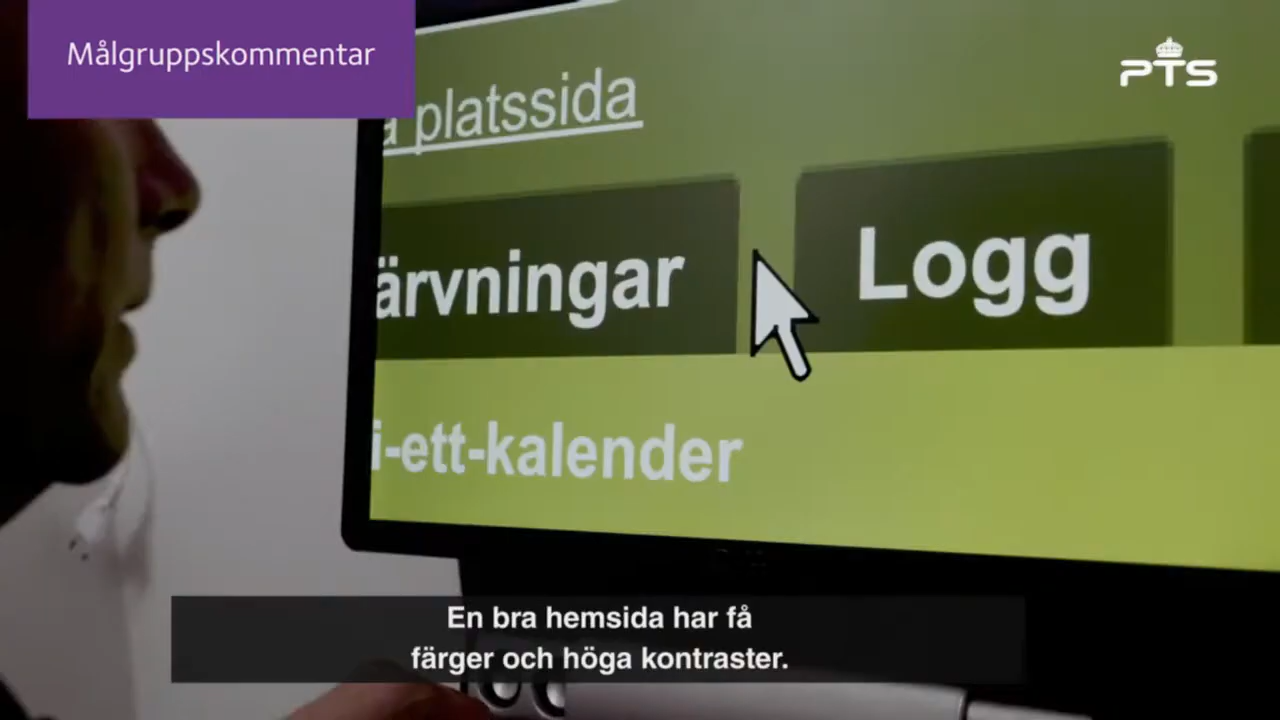 Målgruppskommentar
PTS
platssida
ärvningar
Logg
i-ett-kalender
En bra hemsida har få
färger och höga kontraster.